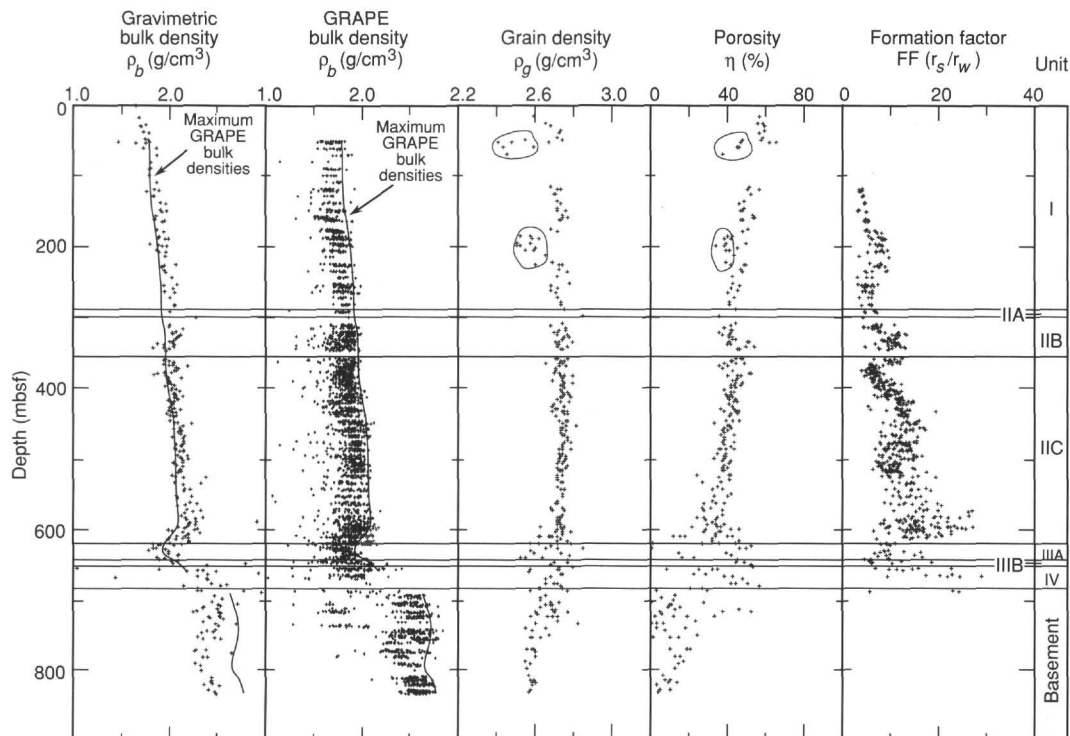 Gravimetric
bulk density
ρb (g/cm³)
GRAPE
bulk density
ρb (g/cm³)
Grain density
ρg (g/cm³)
Porosity
η (%)
Formation factor
FF (rs/rw)
Unit
1.0 2.0 1.0 2.0 2.2 2.6 3.0 0 40 80 0 20 40
0
200
400
600
800
Depth (mbsf)
Maximum
GRAPE
bulk
densities
Maximum
GRAPE
bulk
densities
I
IIA
IIB
IIC
IIIA
IIIB
IV
Basement